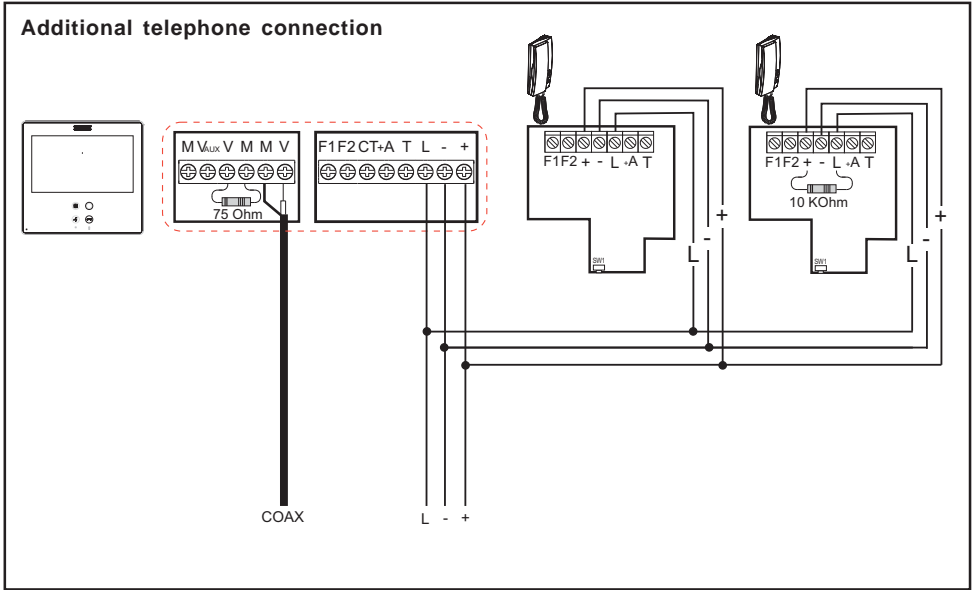 Additional telephone connection
M VAUX V M M V
75 Ohm
F1 F2 CT +A T L - +
F1 F2 + - L +A T
SW1
L - +
F1 F2 + - L +A T
10 KOhm
SW1
L - +
COAX
L - +